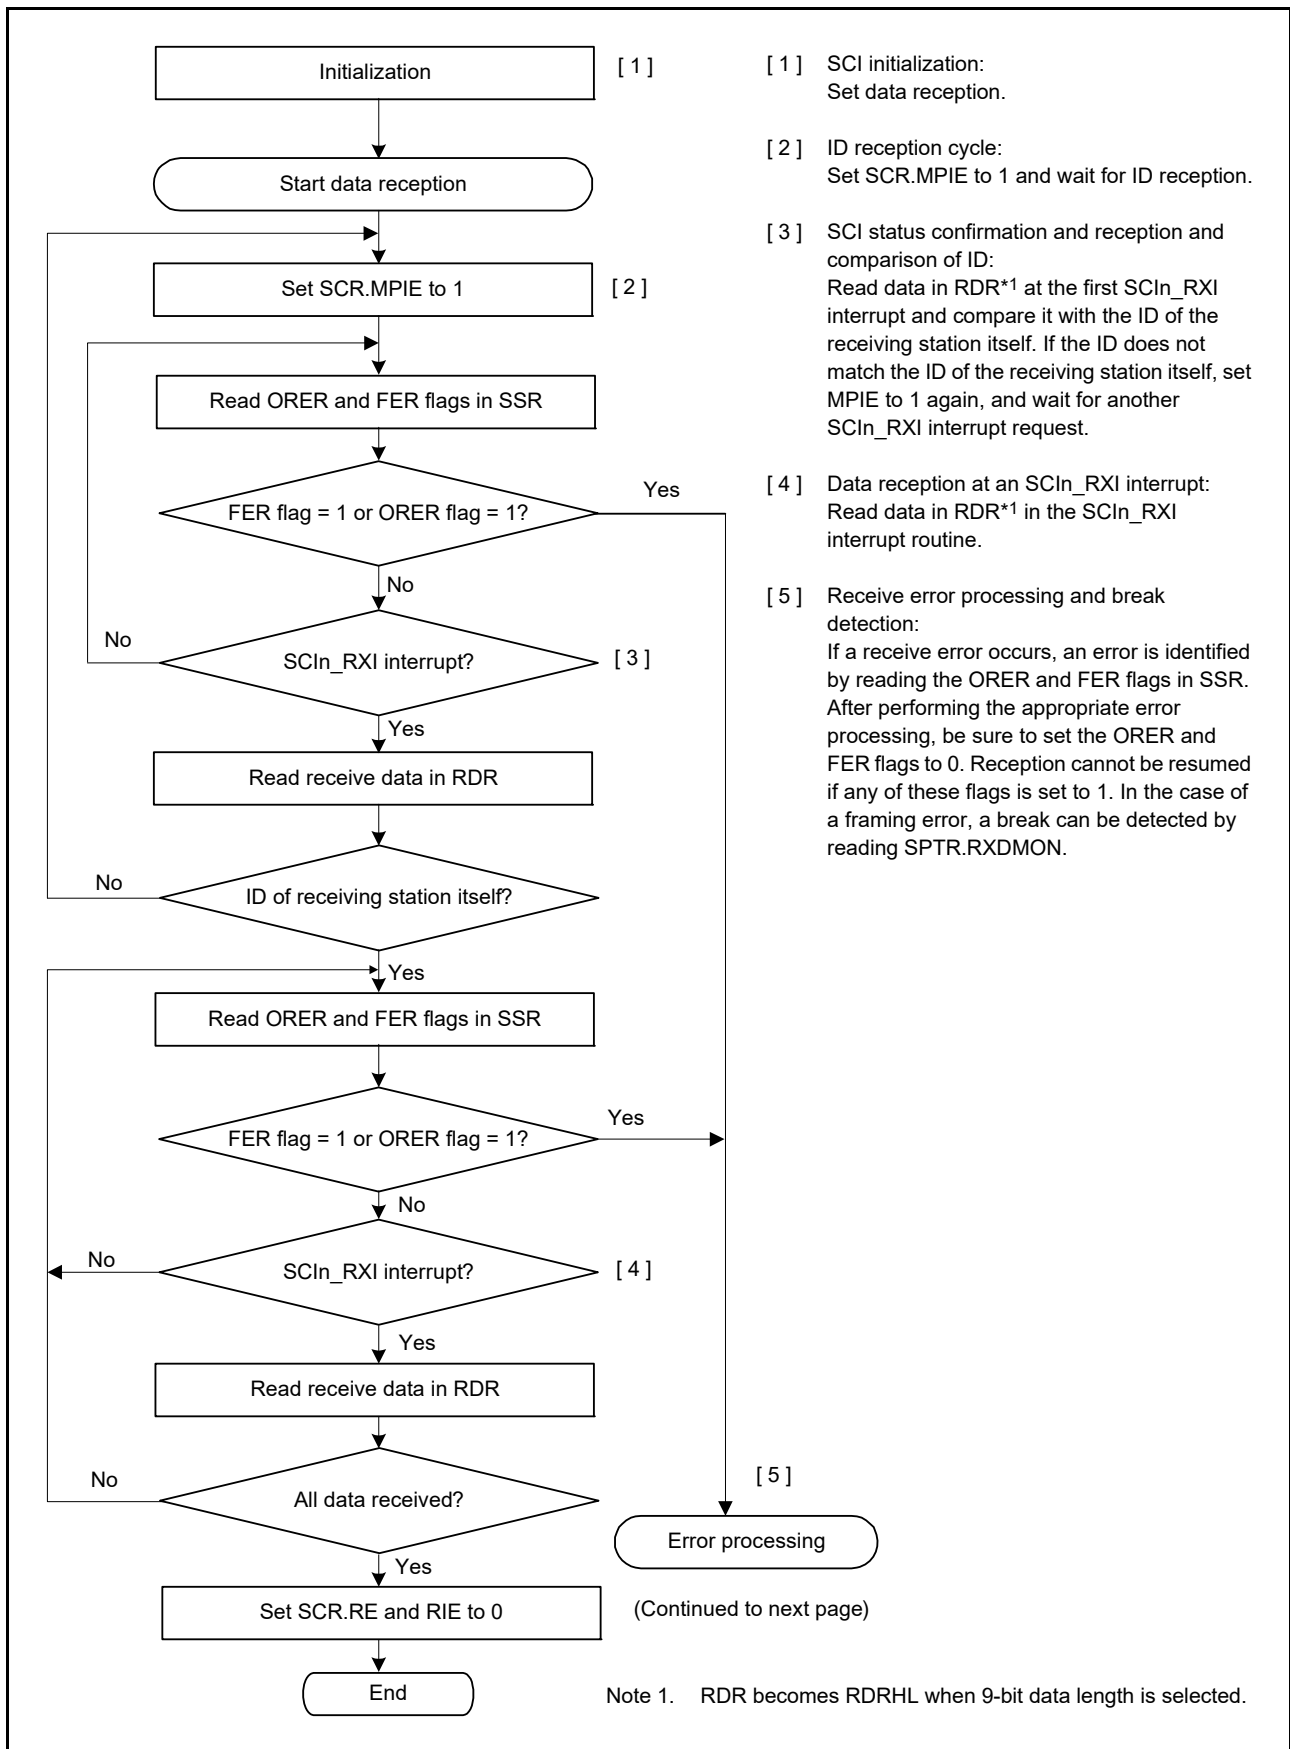 Initialization
[ 1 ]
Start data reception
Set SCR.MPIE to 1
[ 2 ]
Read ORER and FER flags in SSR
FER flag = 1 or ORER flag = 1?
Yes
No
SCIn_RXI interrupt?
No
[ 3 ]
Yes
Read receive data in RDR
ID of receiving station itself?
No
Yes
Read ORER and FER flags in SSR
FER flag = 1 or ORER flag = 1?
Yes
No
SCIn_RXI interrupt?
No
[ 4 ]
Yes
Read receive data in RDR
All data received?
No
Yes
Set SCR.RE and RIE to 0
End
[ 5 ]
Error processing
(Continued to next page)
[ 1 ] SCI initialization:
Set data reception.
[ 2 ] ID reception cycle:
Set SCR.MPIE to 1 and wait for ID reception.
[ 3 ] SCI status confirmation and reception and
comparison of ID:
Read data in RDR*1 at the first SCIn_RXI
interrupt and compare it with the ID of the
receiving station itself. If the ID does not
match the ID of the receiving station itself, set
MPIE to 1 again, and wait for another
SCIn_RXI interrupt request.
[ 4 ] Data reception at an SCIn_RXI interrupt:
Read data in RDR*1 in the SCIn_RXI
interrupt routine.
[ 5 ] Receive error processing and break
detection:
If a receive error occurs, an error is identified
by reading the ORER and FER flags in SSR.
After performing the appropriate error
processing, be sure to set the ORER and
FER flags to 0. Reception cannot be resumed
if any of these flags is set to 1. In the case of
a framing error, a break can be detected by
reading SPTR.RXDMON.
Note 1. RDR becomes RDRHL when 9-bit data length is selected.